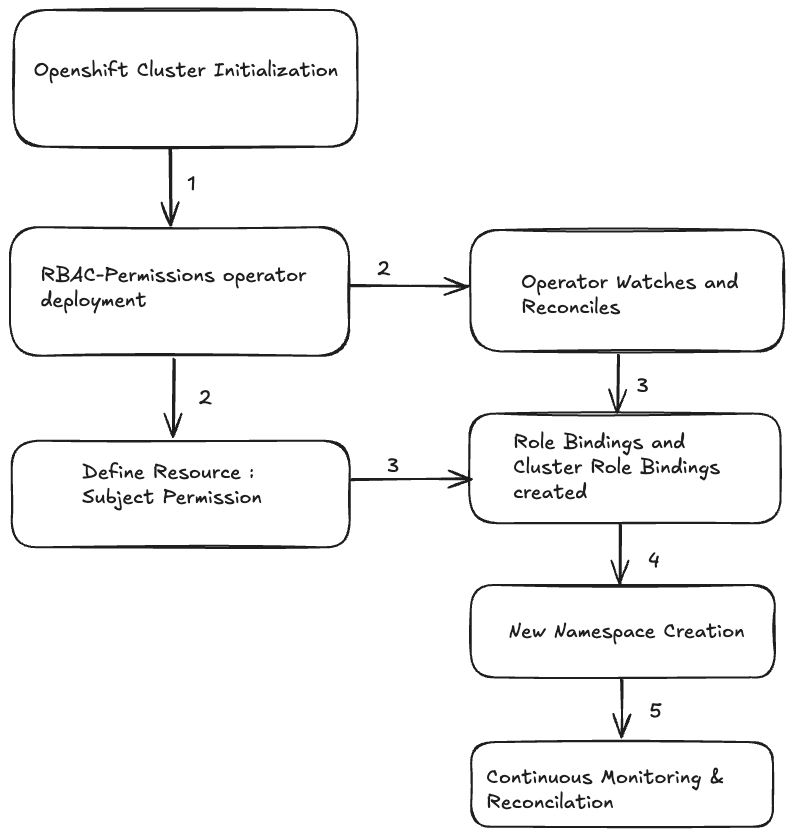 Openshift Cluster Initialization
1
RBAC-Permissions operator
deployment
2
Operator Watches and
Reconciles
2
3
Define Resource :
Subject Permission
3
Role Bindings and
Cluster Role Bindings
created
4
New Namespace Creation
5
Continuous Monitoring &
Reconcilation